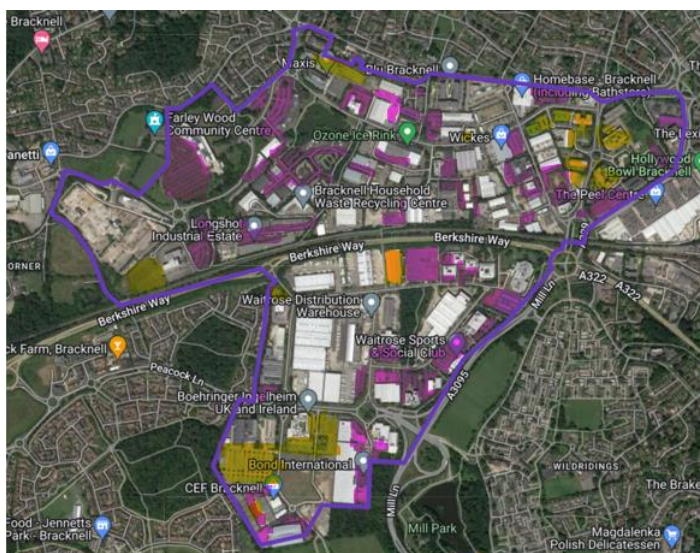 Bracknell
Maxis
Blu Bracknell
Homebase - Bracknell
(Including Bathstore)
Farley Wood
Community Centre
Ozone Ice Rink
Wickes
The Lexi
Hollywood
Bowl Bracknell
anetti
Bracknell Household
Waste Recycling Centre
The Peel Centre
Longshot
Industrial Estate
Berkshire Way
Berkshire Way
ORNER
A322
A322
Mill Ln
Berkshire Way
Waitrose Distribution
Warehouse
ck Farm, Bracknell
Waitrose Sports
& Social Club
Peacock Ln
A3095
Boehringer Ingelheim
UK and Ireland
Bond International
WILDRIDINGS
CEF Bracknell
The Brake
Mill Ln
Food - Jennetts
Park - Bracknell
Mill Park
Magdalenka
Polish Delicatessen